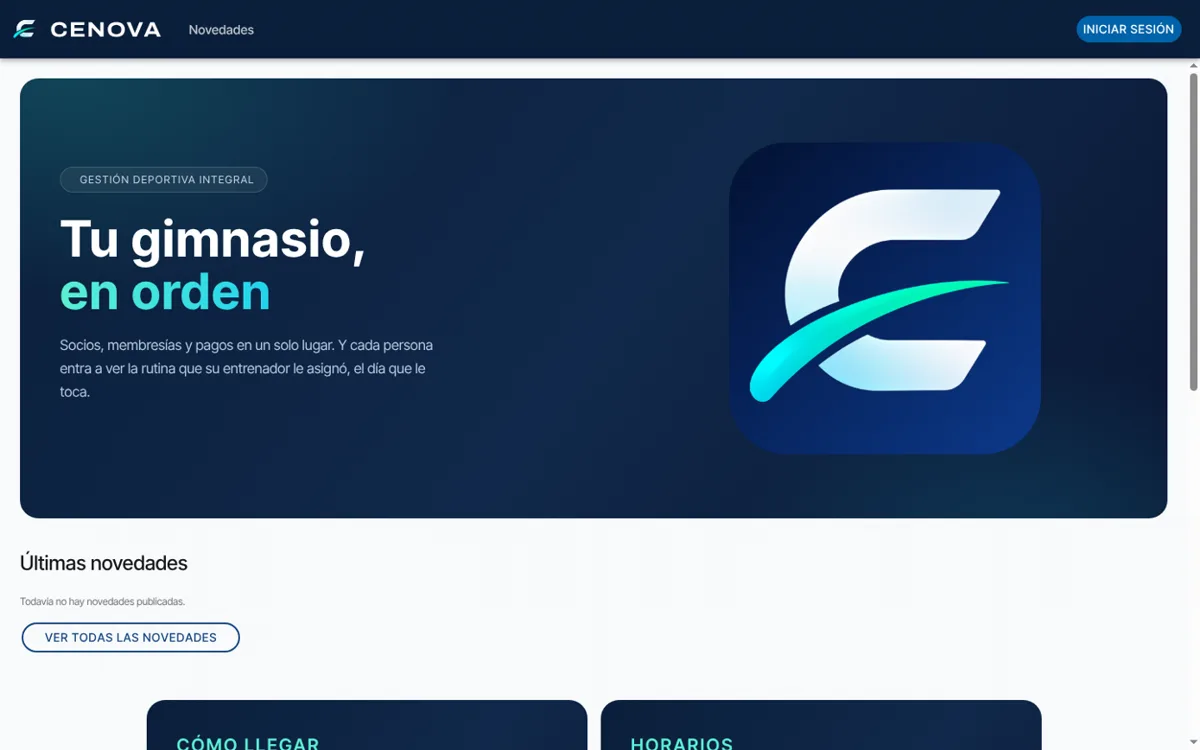 CENOVA
Novedades
INICIAR SESIÓN
GESTIÓN DEPORTIVA INTEGRAL
Tu gimnasio,
en orden
Socios, membresías y pagos en un solo lugar. Y cada persona
entra a ver la rutina que su entrenador le asignó, el día que le
toca.
Últimas novedades
Todavía no hay novedades publicadas.
VER TODAS LAS NOVEDADES
CÓMO LLEGAR
HORARIOS